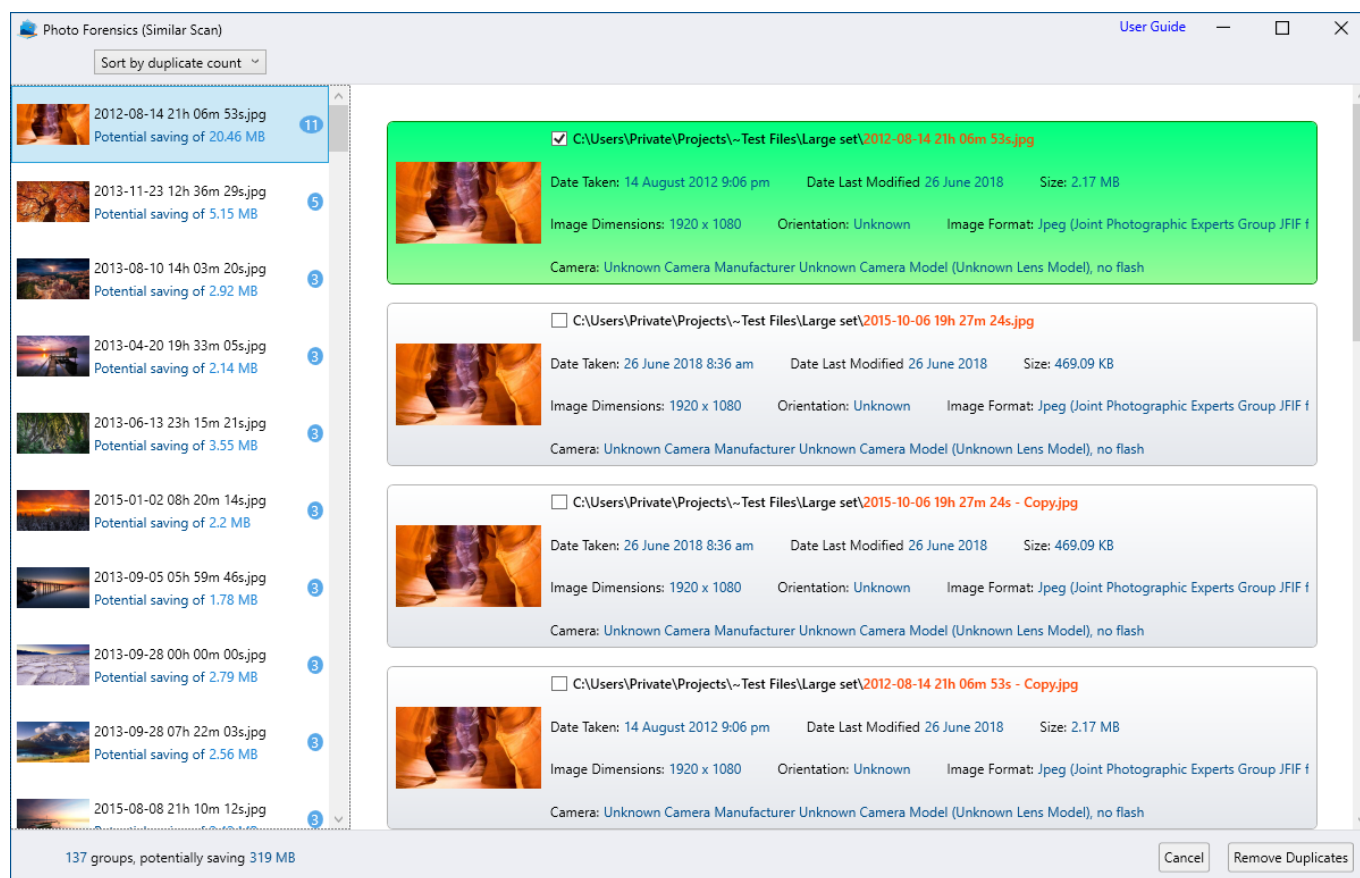 Photo Forensics (Similar Scan)
User Guide
Sort by duplicate count
2012-08-14 21h 06m 53s.jpg
Potential saving of 20.46 MB
11
2013-11-23 12h 36m 29s.jpg
Potential saving of 5.15 MB
5
2013-08-10 14h 03m 20s.jpg
Potential saving of 2.92 MB
3
2013-04-20 19h 33m 05s.jpg
Potential saving of 2.14 MB
3
2013-06-13 23h 15m 21s.jpg
Potential saving of 3.55 MB
3
2015-01-02 08h 20m 14s.jpg
Potential saving of 2.2 MB
3
2013-09-05 05h 59m 46s.jpg
Potential saving of 1.78 MB
3
2013-09-28 00h 00m 00s.jpg
Potential saving of 2.79 MB
3
2013-09-28 07h 22m 03s.jpg
Potential saving of 2.56 MB
3
2015-08-08 21h 10m 12s.jpg
3
C:\Users\Private\Projects\~Test Files\Large set\2012-08-14 21h 06m 53s.jpg
Date Taken: 14 August 2012 9:06 pm Date Last Modified 26 June 2018 Size: 2.17 MB
Image Dimensions: 1920 x 1080 Orientation: Unknown Image Format: Jpeg (Joint Photographic Experts Group JFIF f
Camera: Unknown Camera Manufacturer Unknown Camera Model (Unknown Lens Model), no flash
C:\Users\Private\Projects\~Test Files\Large set\2015-10-06 19h 27m 24s.jpg
Date Taken: 26 June 2018 8:36 am Date Last Modified 26 June 2018 Size: 469.09 KB
Image Dimensions: 1920 x 1080 Orientation: Unknown Image Format: Jpeg (Joint Photographic Experts Group JFIF f
Camera: Unknown Camera Manufacturer Unknown Camera Model (Unknown Lens Model), no flash
C:\Users\Private\Projects\~Test Files\Large set\2015-10-06 19h 27m 24s - Copy.jpg
Date Taken: 26 June 2018 8:36 am Date Last Modified 26 June 2018 Size: 469.09 KB
Image Dimensions: 1920 x 1080 Orientation: Unknown Image Format: Jpeg (Joint Photographic Experts Group JFIF f
Camera: Unknown Camera Manufacturer Unknown Camera Model (Unknown Lens Model), no flash
C:\Users\Private\Projects\~Test Files\Large set\2012-08-14 21h 06m 53s - Copy.jpg
Date Taken: 14 August 2012 9:06 pm Date Last Modified 26 June 2018 Size: 2.17 MB
Image Dimensions: 1920 x 1080 Orientation: Unknown Image Format: Jpeg (Joint Photographic Experts Group JFIF f
Camera: Unknown Camera Manufacturer Unknown Camera Model (Unknown Lens Model), no flash
137 groups, potentially saving 319 MB
Cancel
Remove Duplicates